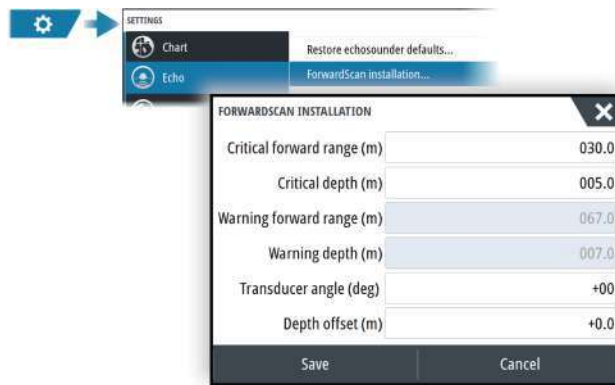 SETTINGS
Chart
Restore echosounder defaults...
Echo
ForwardScan installation...
FORWARDSCAN INSTALLATION
Critical forward range (m) 030.0
Critical depth (m) 005.0
Warning forward range (m) 067.0
Warning depth (m) 007.0
Transducer angle (deg) +00
Depth offset (m) +0.0
Save Cancel